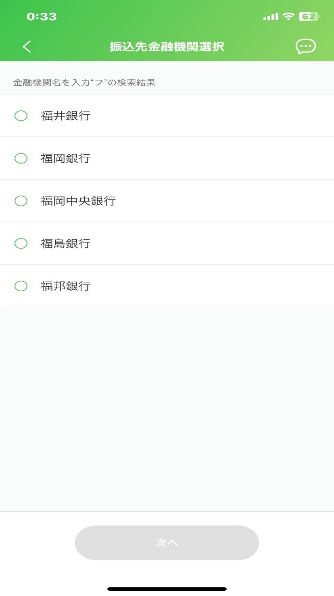 0:33
62
振込先金融機関選択
金融機関名を入力“フ”の検索結果
福井銀行
福岡銀行
福岡中央銀行
福島銀行
福邦銀行
次へ